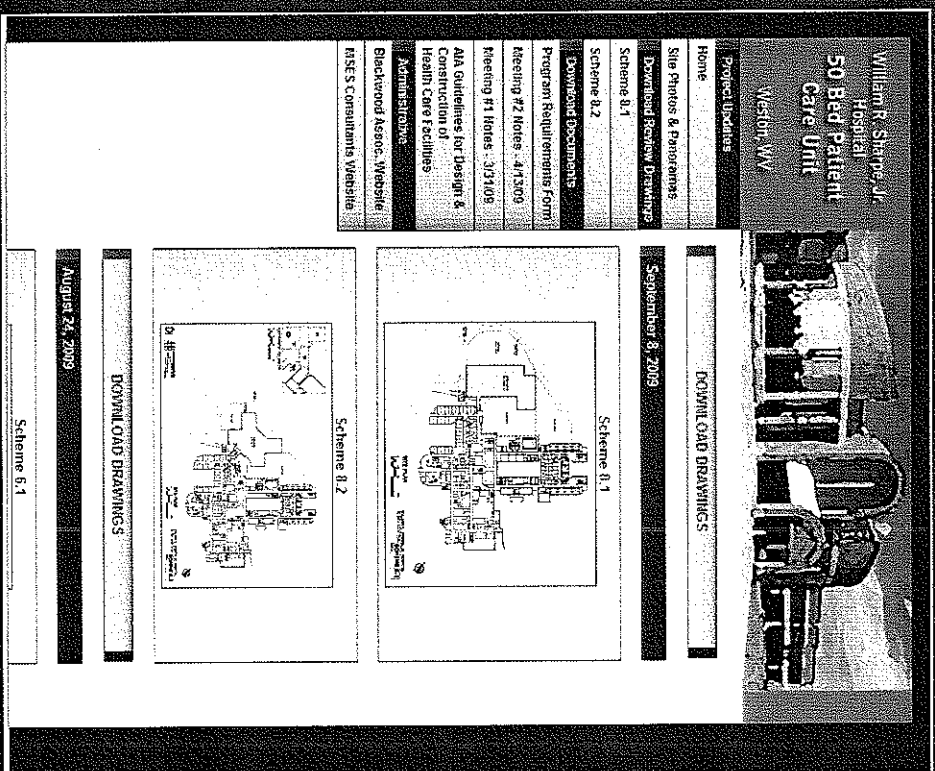 William R. Sharpe, Jr.
Hospital
50 Bed Patient
Care Unit
Weston, WV
Project Updates
Home
Site Photos & Panoramas
Download Review Drawings
Scheme 8.1
Scheme 8.2
Download Documents
Program Requirements Form
Meeting #2 Notes - 4/13/09
Meeting #1 Notes - 3/31/09
AIA Guidelines for Design &
Construction of
Health Care Facilities
Administrative
Blackwood Assoc. Website
MSES Consultants Website
DOWNLOAD DRAWINGS
September 8, 2009
Scheme 8.1
Scheme 8.2
DOWNLOAD DRAWINGS
August 24, 2009
Scheme 6.1